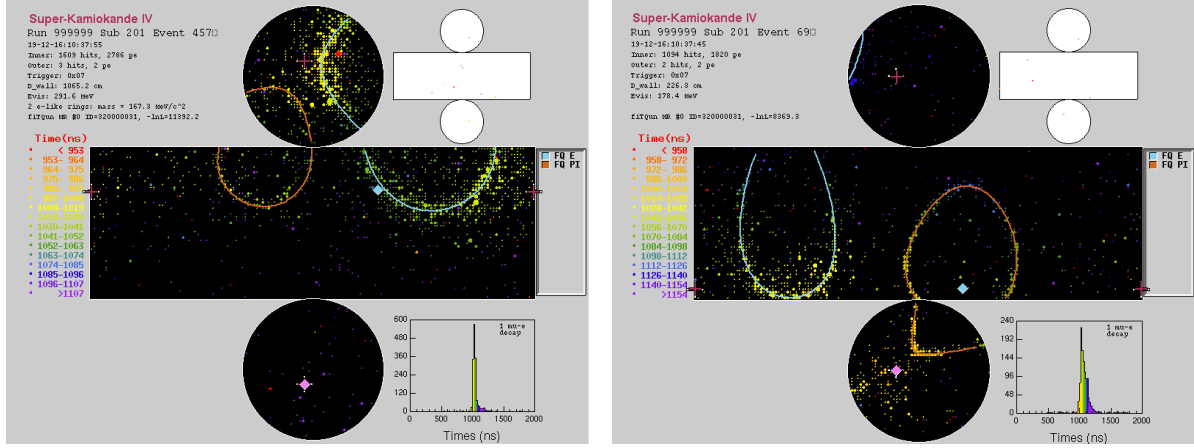 Super-Kamiokande IV
Run 999999 Sub 201 Event 457
19-12-16:10:37:55
Inner: 1609 hits, 2786 pe
Outer: 3 hits, 2 pe
Trigger: 0x07
D_wall: 1065.2 cm
Evis: 291.6 MeV
2 e-like rings: mass = 167.3 MeV/c^2
fiTQun MR #0 ID=320000031, -lnL=11392.2
Time(ns)
< 953
953- 964
964- 975
1030-1041
1041-1052
1052-1063
1063-1074
1074-1085
1085-1096
1096-1107
>1107
FQ E
FQ PI
1 mu-e
decay
600
480
360
240
120
0
0 500 1000 1500 2000
Times (ns)
Super-Kamiokande IV
Run 999999 Sub 201 Event 69
19-12-16:10:37:45
Inner: 1094 hits, 1820 pe
Outer: 2 hits, 2 pe
Trigger: 0x07
D_wall: 226.3 cm
Evis: 178.4 MeV
fiTQun MR #0 ID=320000031, -lnL=8369.3
Time(ns)
< 958
958- 972
972- 986
1056-1070
1070-1084
1084-1098
1098-1112
1112-1126
1126-1140
1140-1154
>1154
FQ E
FQ PI
1 mu-e
decay
240
192
144
96
48
0
0 500 1000 1500 2000
Times (ns)